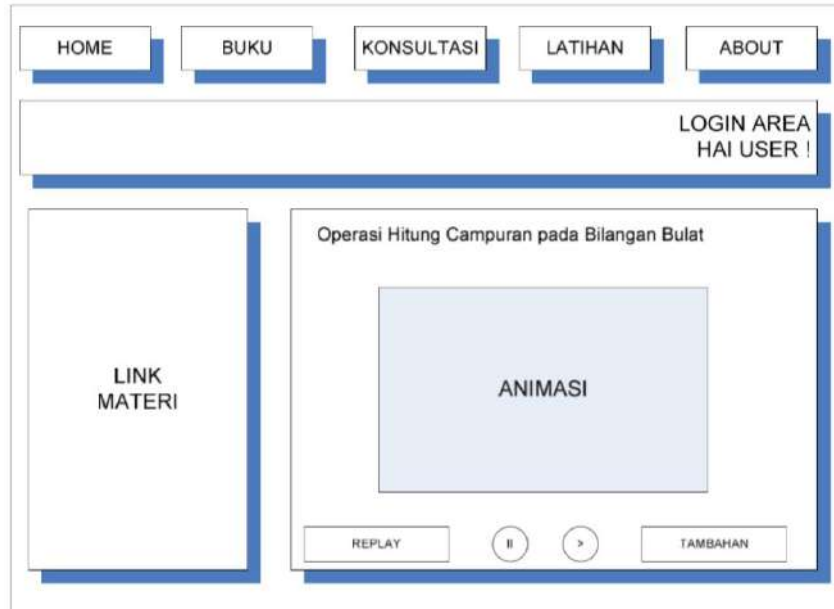 HOME
BUKU
KONSULTASI
LATIHAN
ABOUT
LOGIN AREA
HAI USER !
LINK
MATERI
Operasi Hitung Campuran pada Bilangan Bulat
ANIMASI
REPLAY
II
>
TAMBAHAN